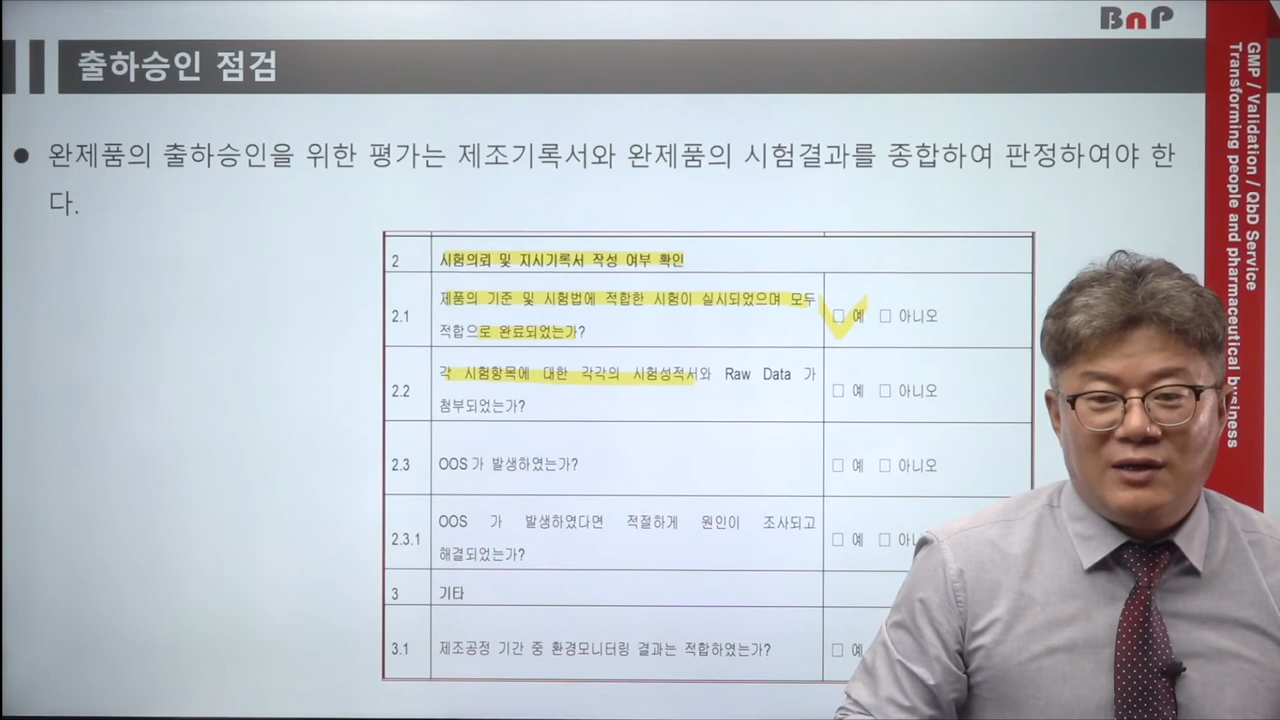 BnP
출하승인 점검
● 완제품의 출하승인을 위한 평가는 제조기록서와 완제품의 시험결과를 종합하여 판정하여야 한
다.
2 시험의뢰 및 지시기록서 작성 여부 확인
2.1 제품의 기준 및 시험법에 적합한 시험이 실시되었으며 모두
적합으로 완료되었는가?
□ 예 □ 아니오
2.2 각 시험항목에 대한 각각의 시험성적서와 Raw Data 가
첨부되었는가?
□ 예 □ 아니오
2.3 OOS가 발생하였는가? □ 예 □ 아니오
2.3.1 OOS 가 발생하였다면 적절하게 원인이 조사되고
해결되었는가?
□ 예 □
3 기타
3.1 제조공정 기간 중 환경모니터링 결과는 적합하였는가? □ 예
GMP / Validation / QbD Service
Transforming people and pharmaceutical business